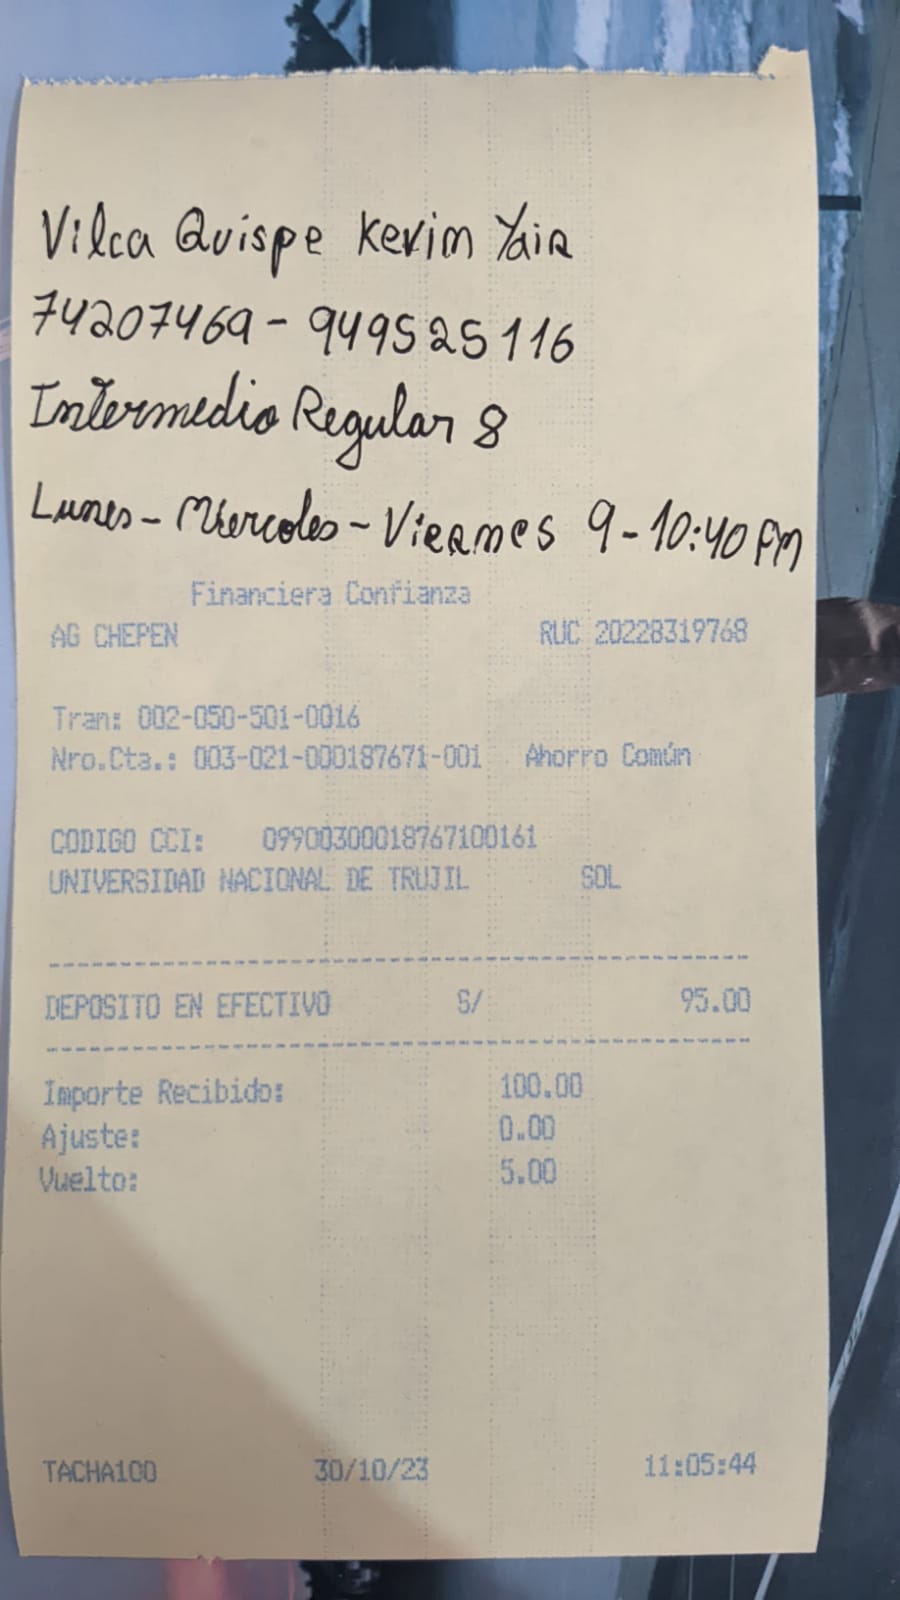 Vilca Quispe Kevim Yair
74207469 - 949525116
Intermedio Regular 8
Lunes - Miercoles - Viernes 9-10:40 PM
Financiera Confianza
AG CHEPEN RUC 20228319768
Tran: 002-050-501-0016
Nro.Cta.: 003-021-000187671-001 Ahorro Común
CODIGO CCI: 09900300018767100161
UNIVERSIDAD NACIONAL DE TRUJIL SOL
DEPOSITO EN EFECTIVO S/ 95.00
Importe Recibido: 100.00
Ajuste: 0.00
Vuelto: 5.00
TACHA100 30/10/23 11:05:44